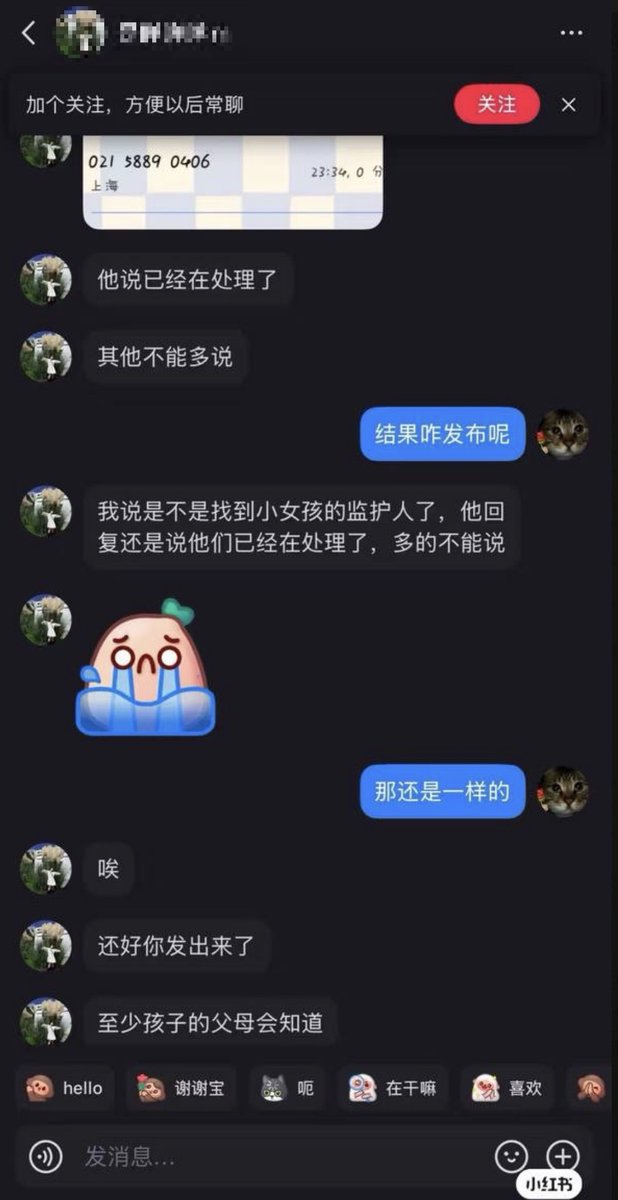 加个关注，方便以后常聊
关注
021 5889 0406
上海
23:34, 0 分
他说已经在处理了
其他不能多说
结果咋发布呢
我说是不是找到小女孩的监护人了，他回
复还是说他们已经在处理了，多的不能说
那还是一样的
唉
还好你发出来了
至少孩子的父母会知道
hello
谢谢宝
呃
在干嘛
喜欢
发消息...
小红书